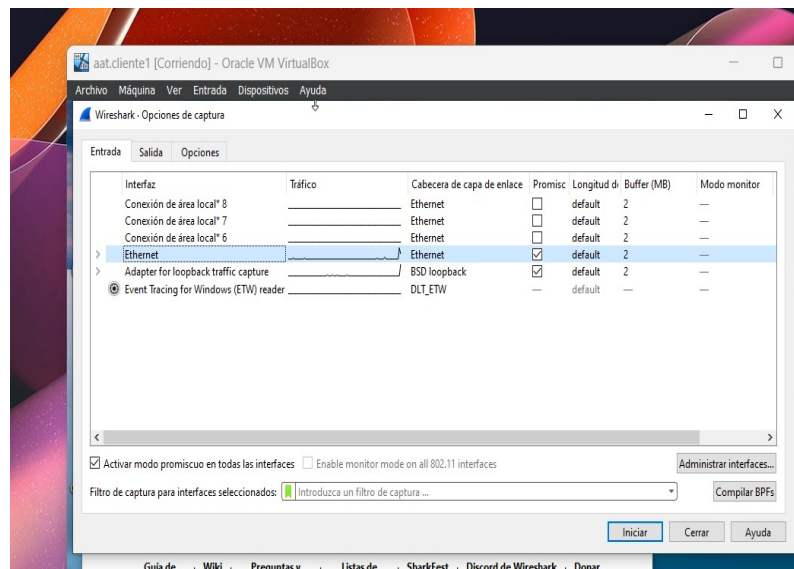 aat.cliente1 [Corriendo] - Oracle VM VirtualBox
Archivo Máquina Ver Entrada Dispositivos Ayuda
Wireshark · Opciones de captura
Entrada Salida Opciones
Interfaz Tráfico Cabecera de capa de enlace Promisc Longitud d Buffer (MB) Modo monitor
Conexión de área local* 8 Ethernet default 2 —
Conexión de área local* 7 Ethernet default 2 —
Conexión de área local* 6 Ethernet default 2 —
Ethernet Ethernet default 2 —
Adapter for loopback traffic capture BSD loopback default 2 —
Event Tracing for Windows (ETW) reader DLT_ETW — default — —
Activar modo promiscuo en todas las interfaces Enable monitor mode on all 802.11 interfaces Administrar interfaces...
Filtro de captura para interfaces seleccionados: Introduzca un filtro de captura ... Compilar BPFs
Iniciar Cerrar Ayuda
Guía de · Wiki · Preguntas y · Listas de · SharkFest · Discord de Wireshark · Donar